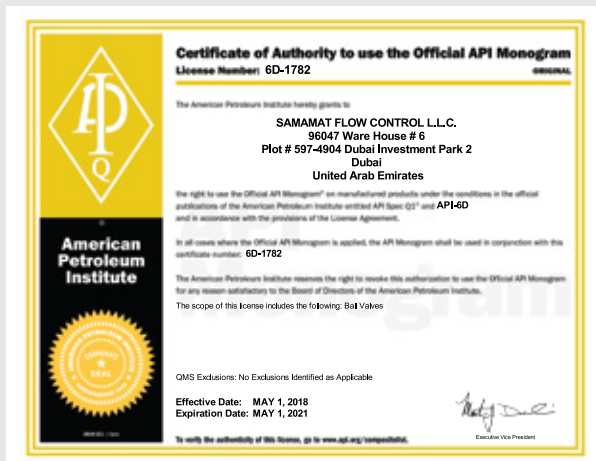 Certificate of Authority to use the Official API Monogram
License Number: 6D-1782
ORIGINAL
The American Petroleum Institute hereby grants to
SAMAMAT FLOW CONTROL L.L.C.
96047 Ware House # 6
Plot # 597-4904 Dubai Investment Park 2
Dubai
United Arab Emirates
the right to use the Official API Monogram® on manufactured products under the conditions in the official
publications of the American Petroleum Institute entitled API Spec Q1® and API-6D
and in accordance with the provisions of the License Agreement.
In all cases where the Official API Monogram is applied, the API Monogram shall be used in conjunction with this
certificate number: 6D-1782
The American Petroleum Institute reserves the right to revoke this authorization to use the Official API Monogram
for any reason satisfactory to the Board of Directors of the American Petroleum Institute.
The scope of this license includes the following: Ball Valves
QMS Exclusions: No Exclusions Identified as Applicable
Effective Date: MAY 1, 2018
Expiration Date: MAY 1, 2021
To verify the authenticity of this license, go to www.api.org/compositelist.
Executive Vice President
API
Q
American
Petroleum
Institute
CORPORATE
SEAL